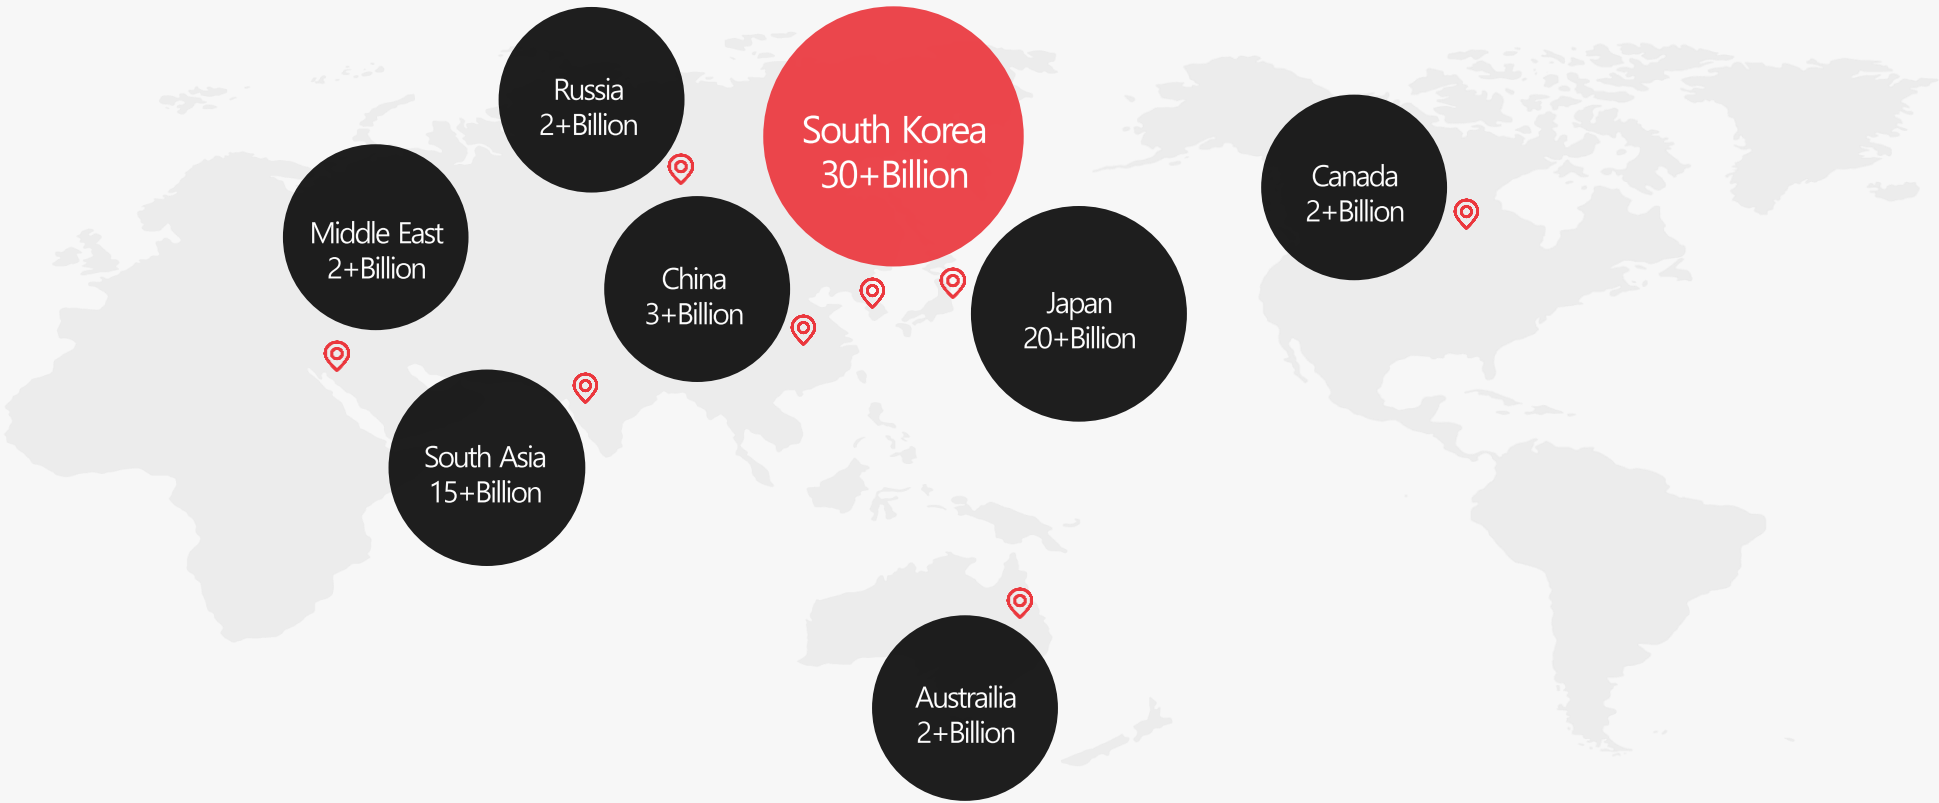 Russia
2+Billion
South Korea
30+Billion
Canada
2+Billion
Middle East
2+Billion
China
3+Billion
Japan
20+Billion
South Asia
15+Billion
Austrailia
2+Billion